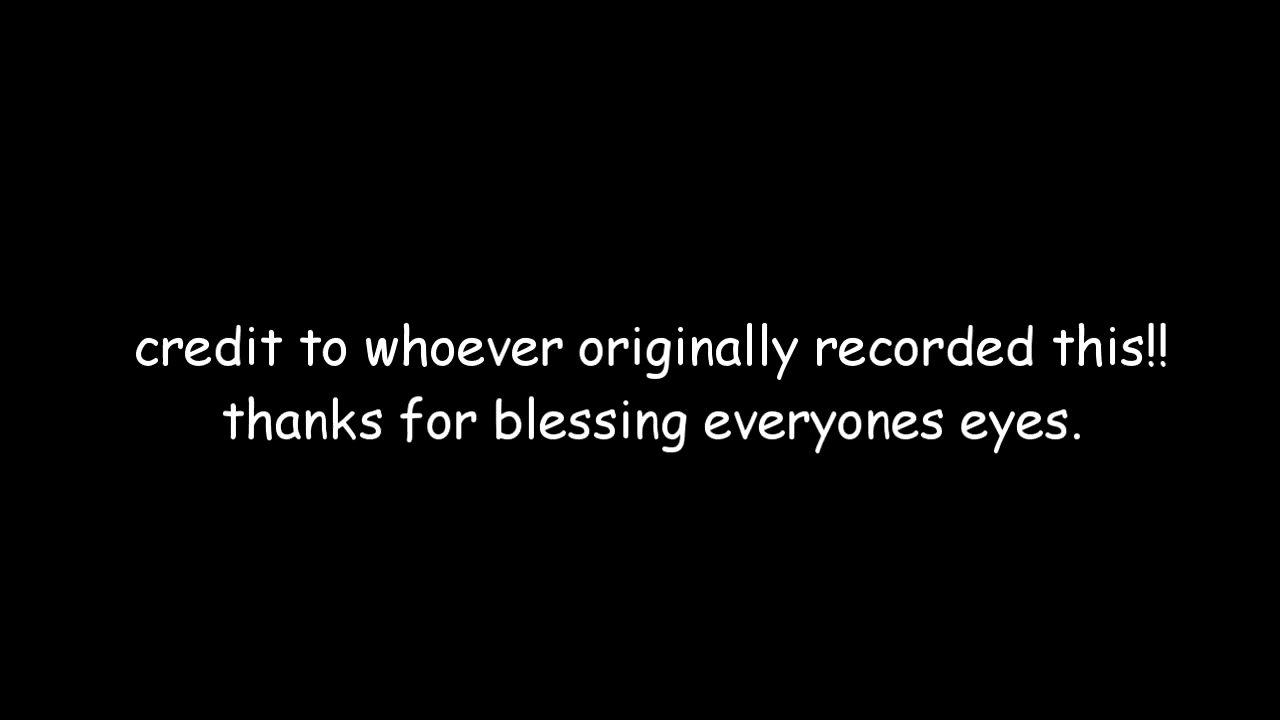 credit to whoever originally recorded this!!
thanks for blessing everyones eyes.